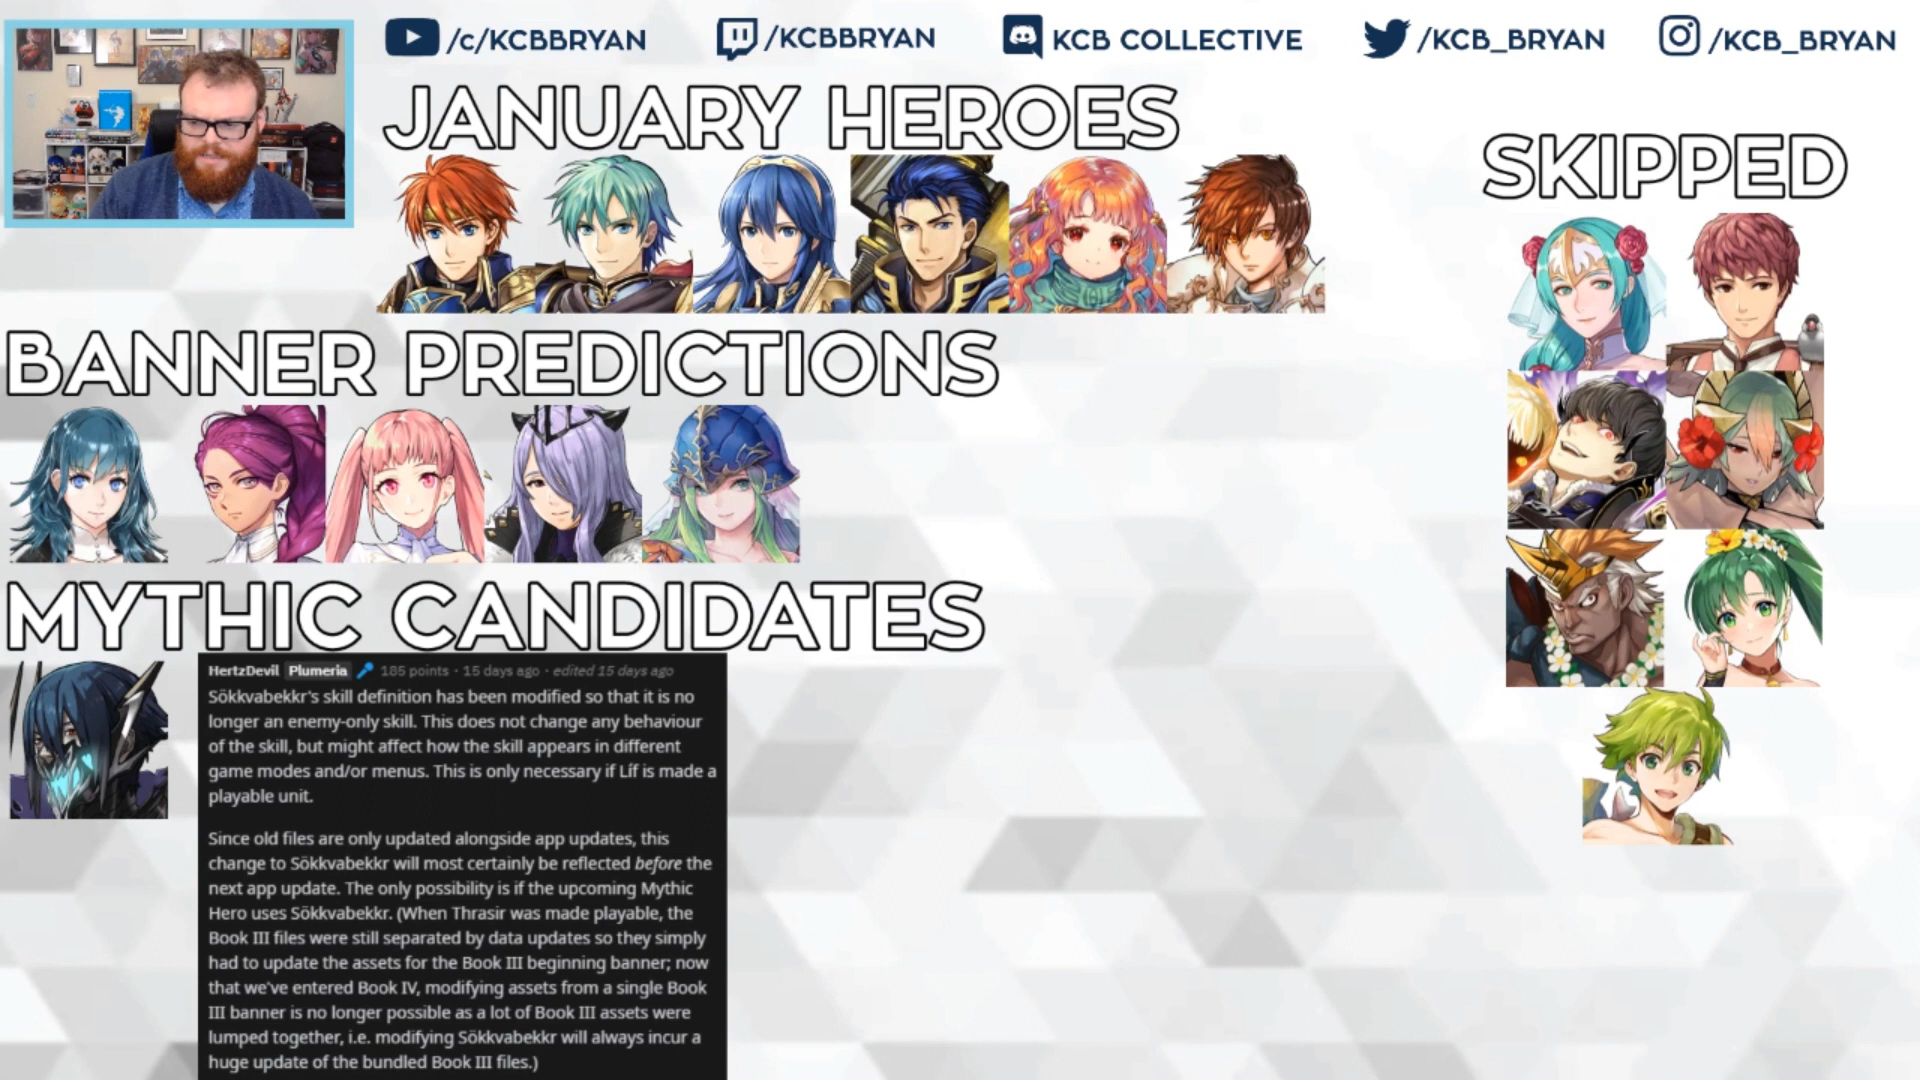 /c/KCBBRYAN
/KCBBRYAN
KCB COLLECTIVE
/KCB_BRYAN
/KCB_BRYAN
JANUARY HEROES
SKIPPED
BANNER PREDICTIONS
MYTHIC CANDIDATES
HertzDevil Plumeria 185 points · 15 days ago · edited 15 days ago
Sökkvabekkr's skill definition has been modified so that it is no
longer an enemy-only skill. This does not change any behaviour
of the skill, but might affect how the skill appears in different
game modes and/or menus. This is only necessary if Líf is made a
playable unit.
Since old files are only updated alongside app updates, this
change to Sökkvabekkr will most certainly be reflected before the
next app update. The only possibility is if the upcoming Mythic
Hero uses Sökkvabekkr. (When Thrasir was made playable, the
Book III files were still separated by data updates so they simply
had to update the assets for the Book III beginning banner; now
that we've entered Book IV, modifying assets from a single Book
III banner is no longer possible as a lot of Book III assets were
lumped together, i.e. modifying Sökkvabekkr will always incur a
huge update of the bundled Book III files.)